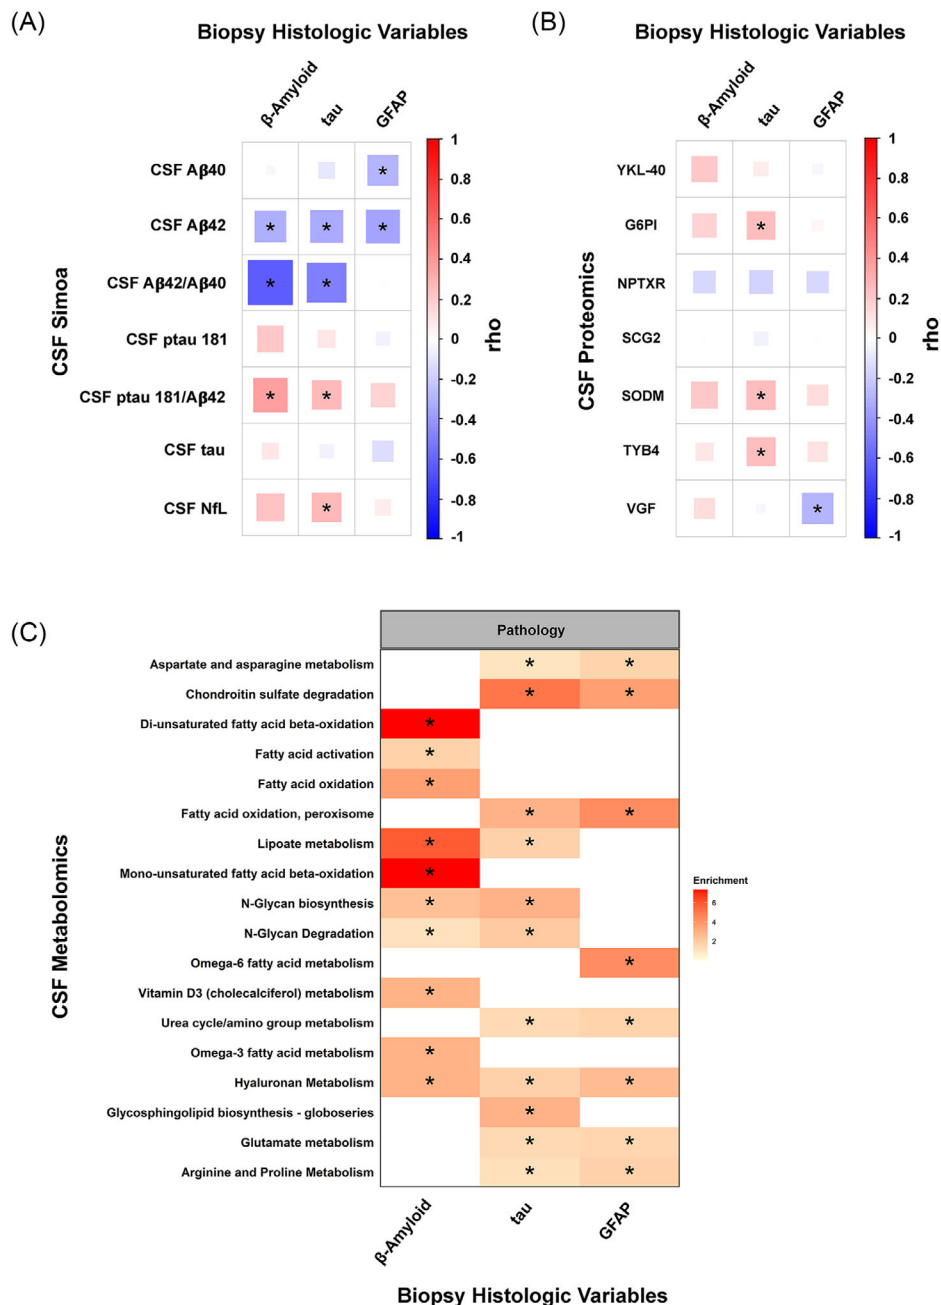 (A)
Biopsy Histologic Variables
β-Amyloid
tau
GFAP
CSF Simoa
CSF Aβ40
*
CSF Aβ42
* * *
CSF Aβ42/Aβ40
* *
CSF ptau 181
CSF ptau 181/Aβ42
* *
CSF tau
CSF NfL
*
1
0.8
0.6
0.4
0.2
0
-0.2
-0.4
-0.6
-0.8
-1
rho
(B)
Biopsy Histologic Variables
β-Amyloid
tau
GFAP
CSF Proteomics
YKL-40
G6PI
*
NPTXR
SCG2
SODM
*
TYB4
*
VGF
*
1
0.8
0.6
0.4
0.2
0
-0.2
-0.4
-0.6
-0.8
-1
rho
(C)
Pathology
CSF Metabolomics
Aspartate and asparagine metabolism
* *
Chondroitin sulfate degradation
* *
Di-unsaturated fatty acid beta-oxidation
*
Fatty acid activation
*
Fatty acid oxidation
*
Fatty acid oxidation, peroxisome
* *
Lipoate metabolism
* *
Mono-unsaturated fatty acid beta-oxidation
*
N-Glycan biosynthesis
* *
N-Glycan Degradation
* *
Omega-6 fatty acid metabolism
*
Vitamin D3 (cholecalciferol) metabolism
*
Urea cycle/amino group metabolism
* *
Omega-3 fatty acid metabolism
*
Hyaluronan Metabolism
* * *
Glycosphingolipid biosynthesis - globoseries
*
Glutamate metabolism
* *
Arginine and Proline Metabolism
* *
Enrichment
6
4
2
β-Amyloid
tau
GFAP
Biopsy Histologic Variables